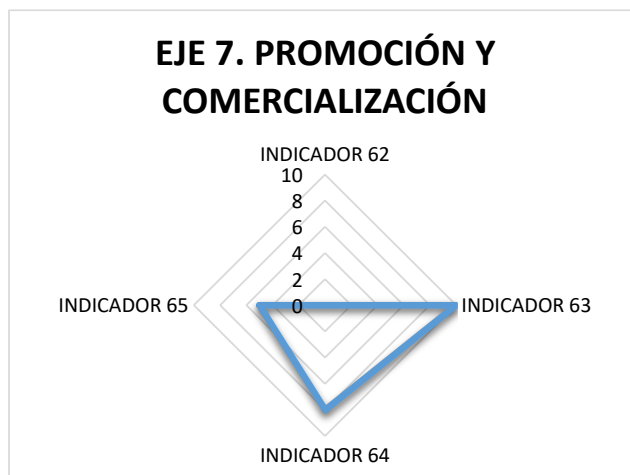 EJE 7. PROMOCIÓN Y
COMERCIALIZACIÓN
INDICADOR 62
10
8
6
4
2
0
INDICADOR 65
INDICADOR 63
INDICADOR 64